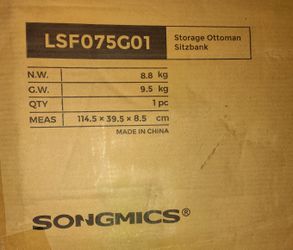 LSF075G01 Storage Ottoman
Sitzbank
N.W. 8.8 kg
G.W. 9.5 kg
QTY 1 pc
MEAS 114.5 × 39.5 × 8.5 cm
MADE IN CHINA
SONGMICS®